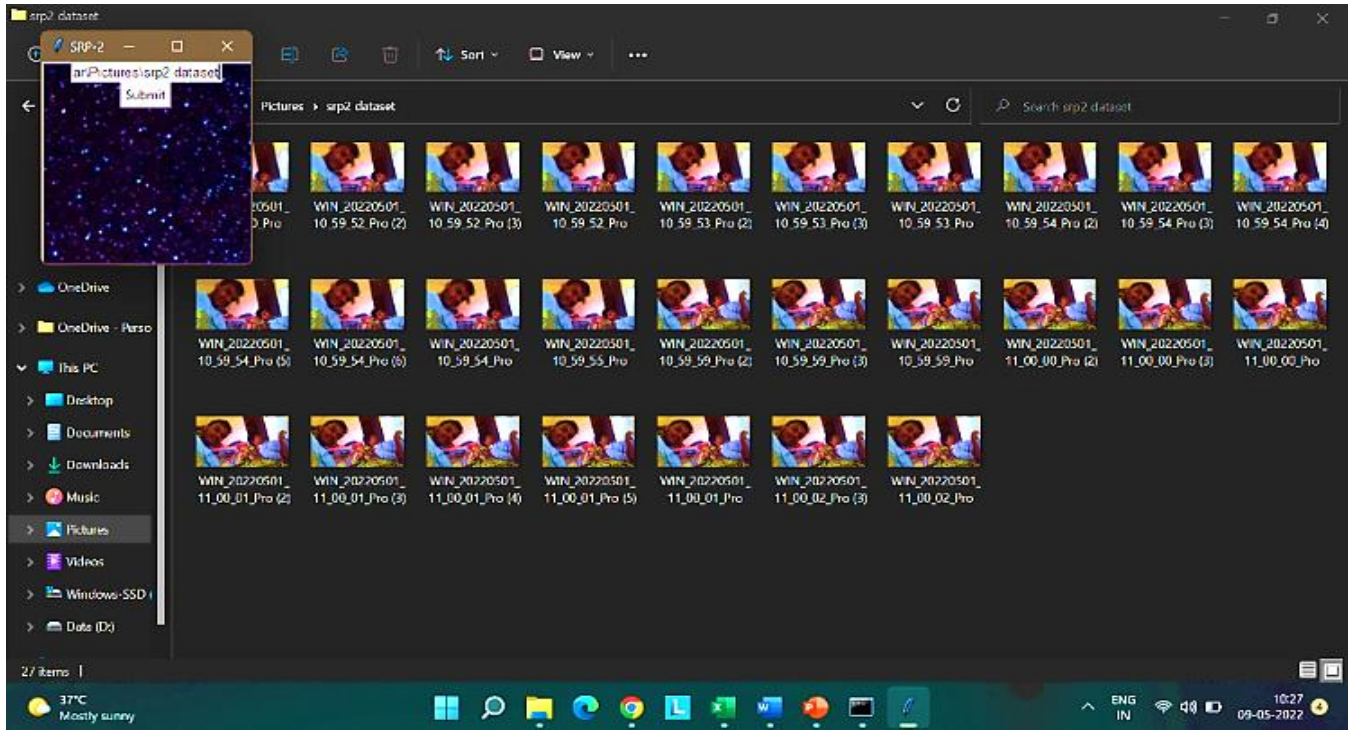 srp2 dataset
SRP-2
ar\Pictures\srp2 dataset
Submit
Sort
View
Pictures > srp2 dataset
Search srp2 dataset
WIN_20220501_
10_59_52_Pro (2)
WIN_20220501_
10_59_52_Pro (3)
WIN_20220501_
10_59_52_Pro
WIN_20220501_
10_59_53_Pro (2)
WIN_20220501_
10_59_53_Pro (3)
WIN_20220501_
10_59_53_Pro
WIN_20220501_
10_59_54_Pro (2)
WIN_20220501_
10_59_54_Pro (3)
WIN_20220501_
10_59_54_Pro (4)
WIN_20220501_
10_59_54_Pro (5)
WIN_20220501_
10_59_54_Pro (6)
WIN_20220501_
10_59_54_Pro
WIN_20220501_
10_59_55_Pro
WIN_20220501_
10_59_59_Pro (2)
WIN_20220501_
10_59_59_Pro (3)
WIN_20220501_
10_59_59_Pro
WIN_20220501_
11_00_00_Pro (2)
WIN_20220501_
11_00_00_Pro (3)
WIN_20220501_
11_00_00_Pro
WIN_20220501_
11_00_01_Pro (2)
WIN_20220501_
11_00_01_Pro (3)
WIN_20220501_
11_00_01_Pro (4)
WIN_20220501_
11_00_01_Pro (5)
WIN_20220501_
11_00_01_Pro
WIN_20220501_
11_00_02_Pro (3)
WIN_20220501_
11_00_02_Pro
OneDrive
OneDrive - Perso
This PC
Desktop
Documents
Downloads
Music
Pictures
Videos
Windows-SSD (
Data (D:)
27 items
37°C
Mostly sunny
ENG
IN
10:27
09-05-2022
4